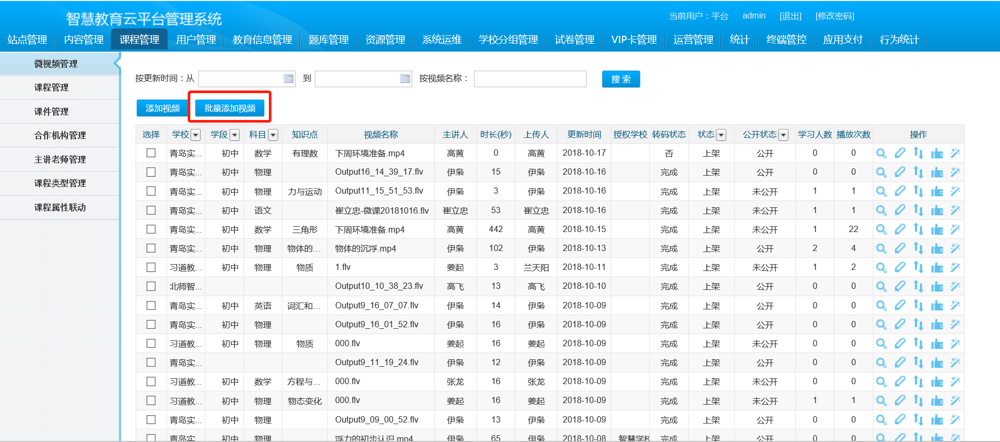 智慧教育云平台管理系统
当前用户：平台 admin [退出] [修改密码]
站点管理 内容管理 课程管理 用户管理 教育信息管理 题库管理 资源管理 系统运维 学校分组管理 试卷管理 VIP卡管理 运营管理 统计 终端管控 应用支付 行为统计
微视频管理
课程管理
课件管理
合作机构管理
主讲老师管理
课程类型管理
课程属性联动
按更新时间：从 到 按视频名称： 搜 索
添加视频 批量添加视频
选择 学校 学段 科目 知识点 视频名称 主讲人 时长(秒) 上传人 更新时间 授权学校 转码状态 状态 公开状态 学习人数 播放次数 操作
青岛实... 初中 数学 有理数 下周环境准备.mp4 高黄 0 高黄 2018-10-17 否 上架 公开 0 0
青岛实... 初中 物理 Output16_14_39_17.flv 伊枭 15 伊枭 2018-10-16 完成 上架 公开 0 0
青岛实... 初中 物理 力与运动 Output11_15_51_53.flv 伊枭 3 伊枭 2018-10-16 完成 上架 未公开 1 1
青岛实... 初中 语文 崔立忠-微课20181016.flv 崔立忠 53 崔立忠 2018-10-16 完成 上架 未公开 1 1
青岛实... 初中 数学 三角形 下周环境准备.mp4 高黄 442 高黄 2018-10-15 完成 上架 未公开 1 22
青岛实... 初中 物理 物体的... 物体的沉浮.mp4 伊枭 102 伊枭 2018-10-13 完成 上架 公开 2 4
习道教... 初中 物理 物质 1.flv 姜起 3 兰天阳 2018-10-11 完成 上架 未公开 1 2
北师智... Output10_10_38_23.flv 高飞 13 高飞 2018-10-10 完成 上架 公开 0 0
青岛实... 初中 英语 词汇和... Output9_16_07_07.flv 伊枭 14 伊枭 2018-10-09 完成 上架 公开 0 0
青岛实... 初中 物理 Output9_16_01_52.flv 伊枭 16 伊枭 2018-10-09 完成 上架 公开 0 0
习道教... 初中 物理 物质 000.flv 姜起 16 姜起 2018-10-09 完成 上架 未公开 0 0
青岛实... Output9_11_19_24.flv 伊枭 12 伊枭 2018-10-09 完成 上架 公开 0 0
习道教... 初中 数学 方程与... 000.flv 张龙 16 张龙 2018-10-09 完成 上架 未公开 0 0
习道教... 初中 物理 物态变化 000.flv 姜起 16 姜起 2018-10-09 完成 上架 未公开 1 1
青岛实... 初中 物理 Output9_09_00_52.flv 伊枭 13 伊枭 2018-10-09 完成 上架 公开 0 0
青岛实... 初中 物理 浮力的初步认识.mp4 伊枭 65 伊枭 2018-10-08 智慧学校 完成 上架 公开 0 0